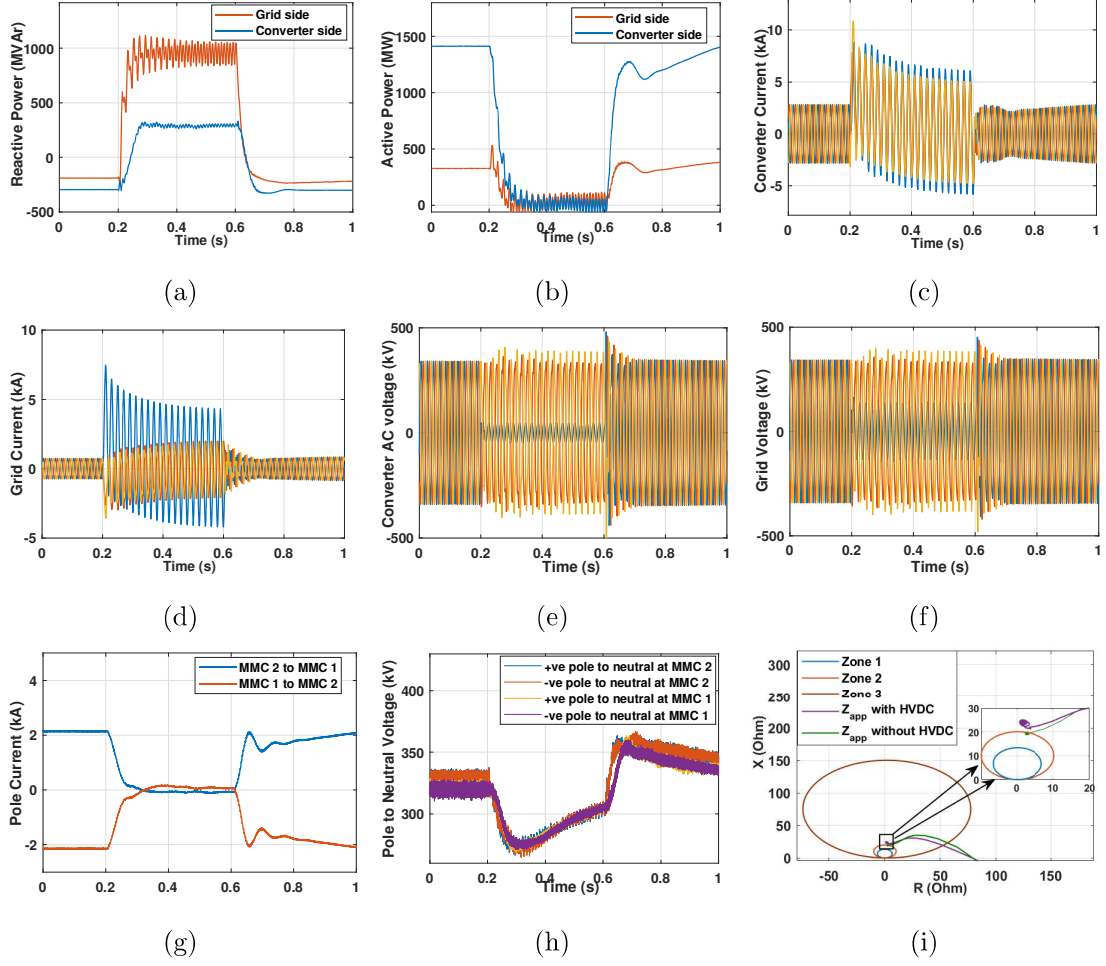 Grid side
Converter side
Reactive Power (MVAr)
1000
500
0
-500
0 0.2 0.4 0.6 0.8 1
Time (s)
(a)
Grid side
Converter side
Active Power (MW)
1500
1000
500
0
0 0.2 0.4 0.6 0.8 1
Time (s)
(b)
Converter Current (kA)
10
5
0
-5
0 0.2 0.4 0.6 0.8 1
Time (s)
(c)
Grid Current (kA)
10
5
0
-5
0 0.2 0.4 0.6 0.8 1
Time (s)
(d)
Converter AC voltage (kV)
500
0
-500
0 0.2 0.4 0.6 0.8 1
Time (s)
(e)
Grid Voltage (kV)
500
0
-500
0 0.2 0.4 0.6 0.8 1
Time (s)
(f)
MMC 2 to MMC 1
MMC 1 to MMC 2
Pole Current (kA)
4
2
0
-2
0 0.2 0.4 0.6 0.8 1
Time (s)
(g)
+ve pole to neutral at MMC 2
-ve pole to neutral at MMC 2
+ve pole to neutral at MMC 1
-ve pole to neutral at MMC 1
Pole to Neutral Voltage (kV)
400
350
300
0 0.2 0.4 0.6 0.8 1
Time (s)
(h)
Zone 1
Zone 2
Zone 3
Zapp with HVDC
Zapp without HVDC
X (Ohm)
300
250
200
150
100
50
0
-50 0 50 100 150
R (Ohm)
30
20
10
0
0 10 20
(i)